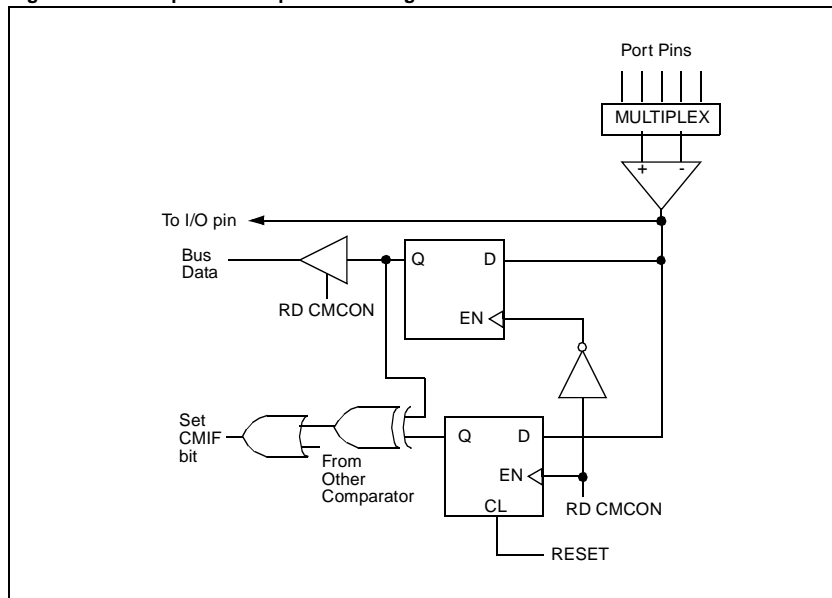 Port Pins
MULTIPLEX
+ -
To I/O pin
Bus
Data
Q D
RD CMCON
EN
Set
CMIF
bit
Q D
From
Other
Comparator
EN
RD CMCON
CL
RESET